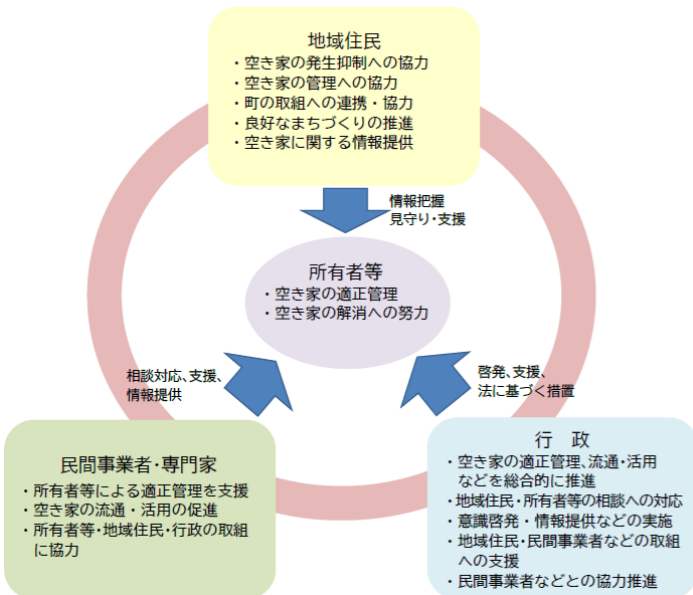 地域住民
・空き家の発生抑制への協力
・空き家の管理への協力
・町の取組への連携・協力
・良好なまちづくりの推進
・空き家に関する情報提供
情報把握
見守り・支援
所有者等
・空き家の適正管理
・空き家の解消への努力
相談対応、支援、
情報提供
啓発、支援、
法に基づく措置
民間事業者・専門家
・所有者等による適正管理を支援
・空き家の流通・活用の促進
・所有者等・地域住民・行政の取組
に協力
行　政
・空き家の適正管理、流通・活用
などを総合的に推進
・地域住民・所有者等の相談への対応
・意識啓発・情報提供などの実施
・地域住民・民間事業者などの取組
への支援
・民間事業者などとの協力推進